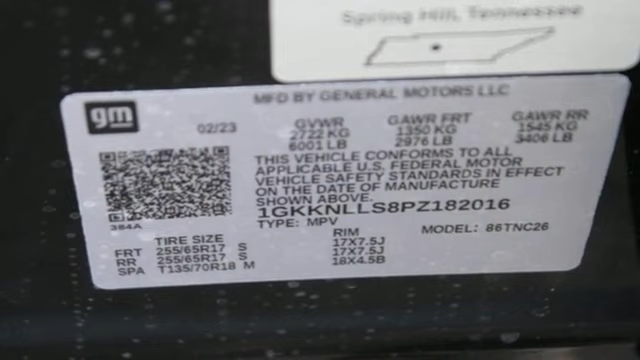 Spring Hill, Tennessee
MFD BY GENERAL MOTORS LLC
gm
02/23
GVWR GAWR FRT GAWR RR
2722 KG 1350 KG 1545 KG
6001 LB 2976 LB 3406 LB
THIS VEHICLE CONFORMS TO ALL
APPLICABLE U.S. FEDERAL MOTOR
VEHICLE SAFETY STANDARDS IN EFFECT
ON THE DATE OF MANUFACTURE
SHOWN ABOVE.
1GKKNLLS8PZ182016
384A
TYPE: MPV MODEL: 86TNC26
TIRE SIZE RIM
FRT 255/65R17 S 17X7.5J
RR 255/65R17 S 17X7.5J
SPA T135/70R18 M 18X4.5B